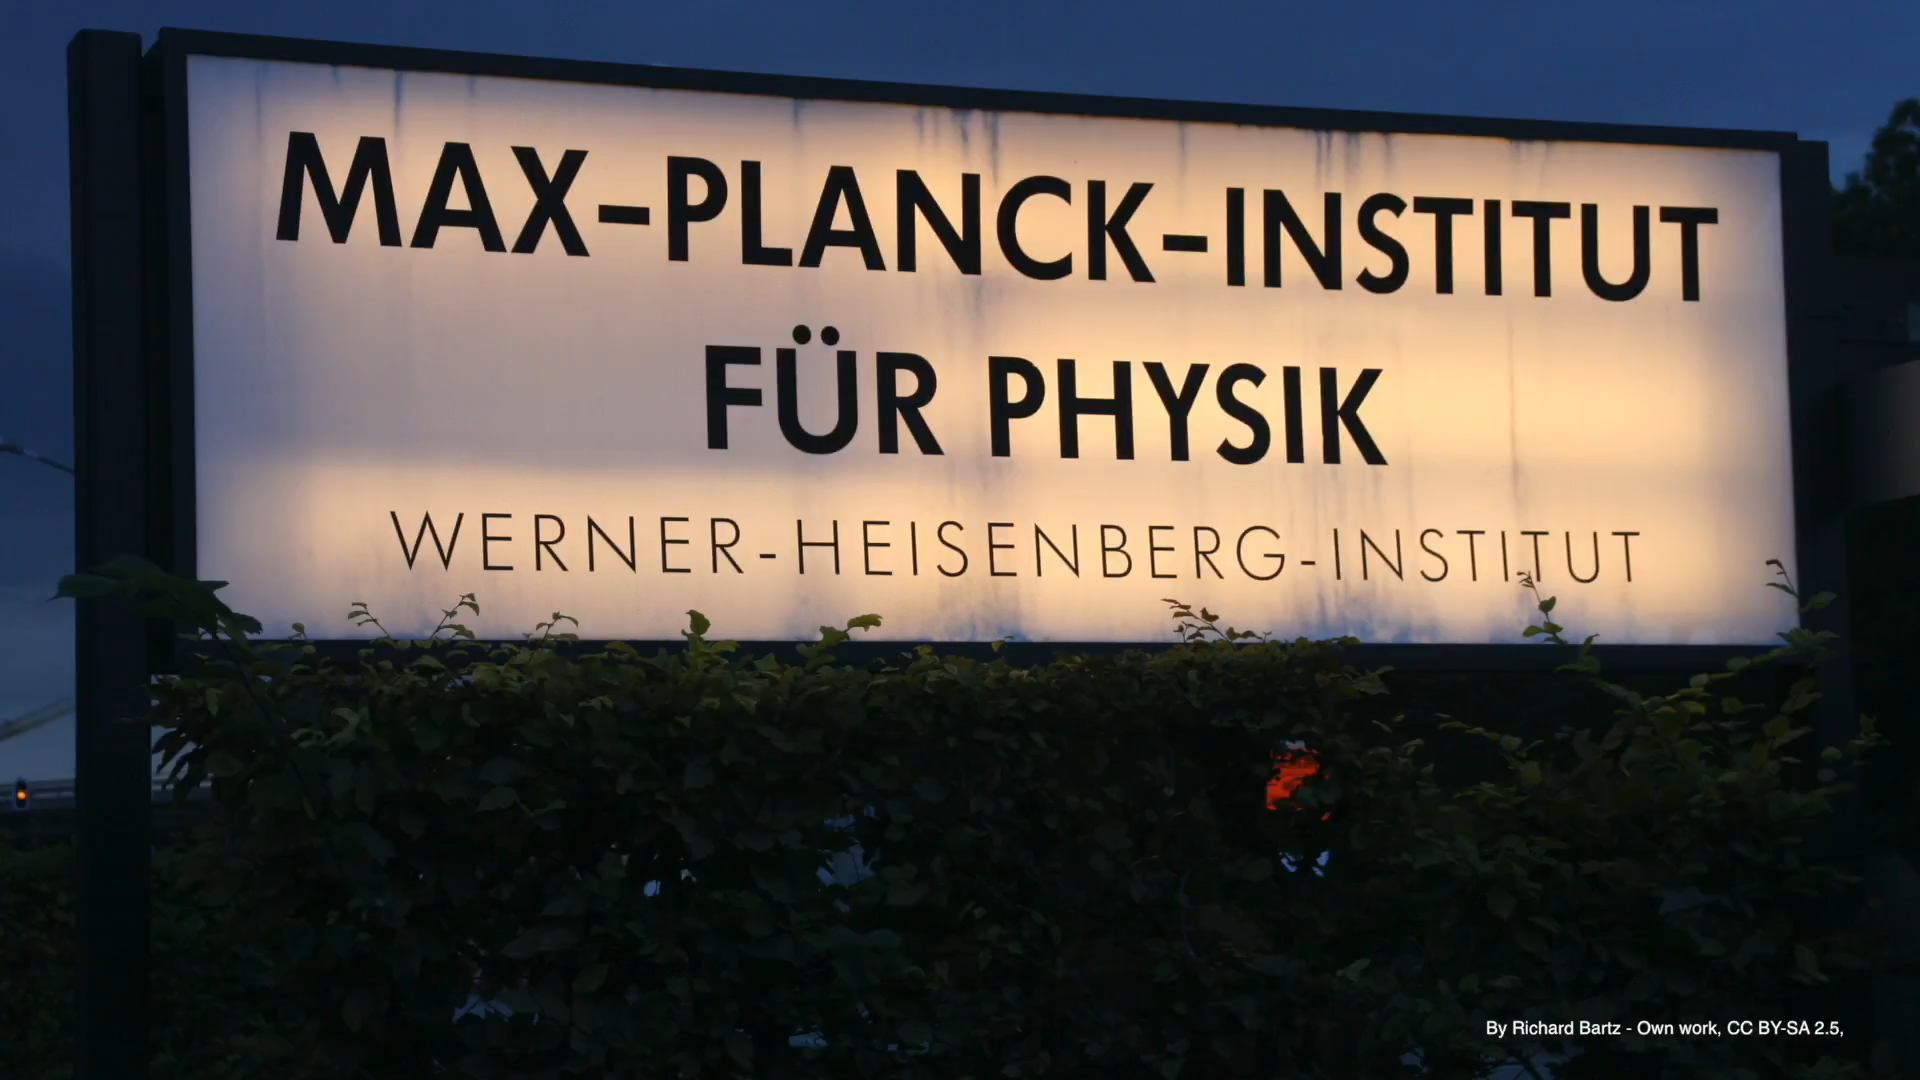 MAX-PLANCK-INSTITUT
FÜR PHYSIK
WERNER-HEISENBERG-INSTITUT
By Richard Bartz - Own work, CC BY-SA 2.5,